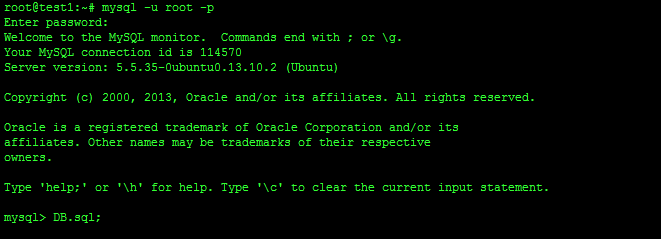 root@test1:~# mysql -u root -p
Enter password:
Welcome to the MySQL monitor.  Commands end with ; or \g.
Your MySQL connection id is 114570
Server version: 5.5.35-0ubuntu0.13.10.2 (Ubuntu)
Copyright (c) 2000, 2013, Oracle and/or its affiliates. All rights reserved.
Oracle is a registered trademark of Oracle Corporation and/or its
affiliates. Other names may be trademarks of their respective
owners.
Type 'help;' or '\h' for help. Type '\c' to clear the current input statement.
mysql> DB.sql;